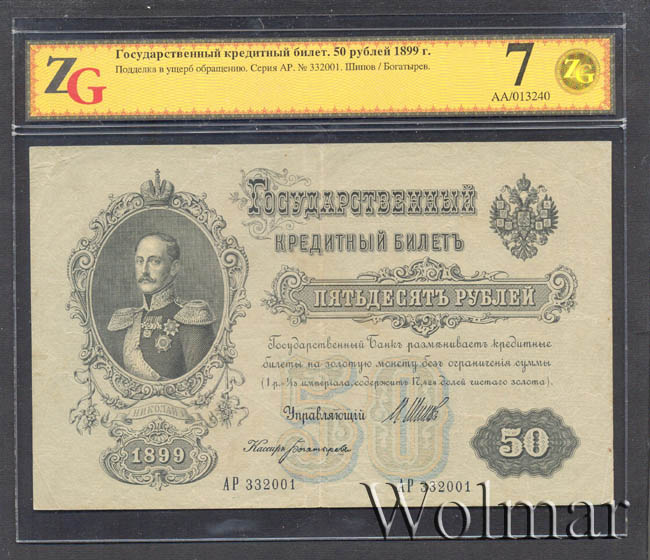 ZG
Государственный кредитный билет. 50 рублей 1899 г.
Подделка в ущерб обращению. Серия АР. № 332001. Шипов / Богатырев.
7
ZG
АА/013240
Государственный
кредитный билетъ
пятьдесятъ рублей
Государственный Банкъ размѣниваетъ кредитные
билеты на золотую монету безъ ограниченія суммы
(1 р.= 1/15 имперіала, содержитъ 17,424 долей чистаго золота).
Управляющій
Кассиръ
50
НИКОЛАЙ I
1899
50
АР 332001
АР 332001
Wolmar